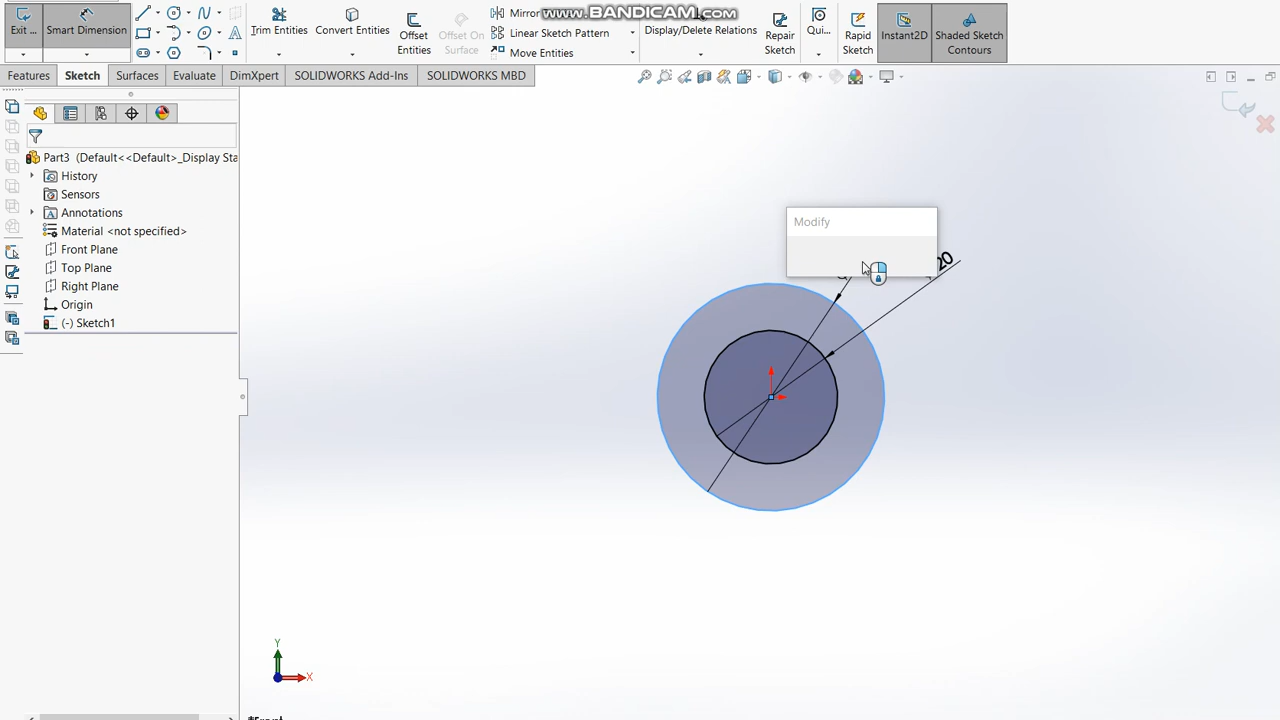 www.BANDICAM.com
Exit ...
Smart Dimension
Trim Entities
Convert Entities
Offset Entities
Offset On Surface
Mirror
Linear Sketch Pattern
Move Entities
Display/Delete Relations
Repair Sketch
Qui...
Rapid Sketch
Instant2D
Shaded Sketch Contours
Features
Sketch
Surfaces
Evaluate
DimXpert
SOLIDWORKS Add-Ins
SOLIDWORKS MBD
Part3 (Default<<Default>_Display Sta
History
Sensors
Annotations
Material <not specified>
Front Plane
Top Plane
Right Plane
Origin
(-) Sketch1
Modify
20
Y
X
*Front